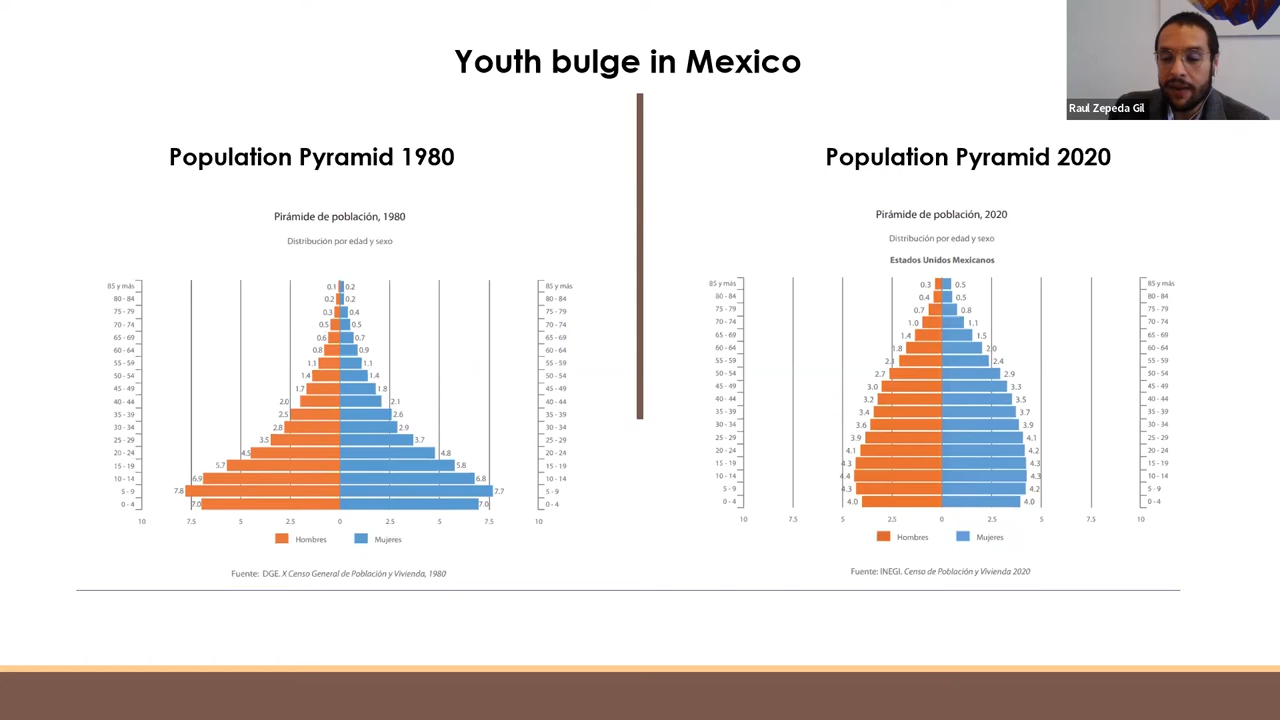 Youth bulge in Mexico
Raul Zepeda Gil
Population Pyramid 1980
Pirámide de población, 1980
Distribución por edad y sexo
85 y más 0.1 0.2 85 y más
80 - 84 0.2 0.2 80 - 84
75 - 79 0.3 0.4 75 - 79
70 - 74 0.5 0.5 70 - 74
65 - 69 0.6 0.7 65 - 69
60 - 64 0.8 0.9 60 - 64
55 - 59 1.1 1.1 55 - 59
50 - 54 1.4 1.4 50 - 54
45 - 49 1.7 1.8 45 - 49
40 - 44 2.0 2.1 40 - 44
35 - 39 2.5 2.6 35 - 39
30 - 34 2.8 2.9 30 - 34
25 - 29 3.5 3.7 25 - 29
20 - 24 4.5 4.8 20 - 24
15 - 19 5.7 5.8 15 - 19
10 - 14 6.9 6.8 10 - 14
5 - 9 7.8 7.7 5 - 9
0 - 4 7.0 7.0 0 - 4
10 7.5 5 2.5 0 2.5 5 7.5 10
Hombres Mujeres
Fuente: DGE. X Censo General de Población y Vivienda, 1980
Population Pyramid 2020
Pirámide de población, 2020
Distribución por edad y sexo
Estados Unidos Mexicanos
85 y más 0.3 0.5 85 y más
80 - 84 0.4 0.5 80 - 84
75 - 79 0.7 0.8 75 - 79
70 - 74 1.0 1.1 70 - 74
65 - 69 1.4 1.5 65 - 69
60 - 64 1.8 2.0 60 - 64
55 - 59 2.1 2.4 55 - 59
50 - 54 2.7 2.9 50 - 54
45 - 49 3.0 3.3 45 - 49
40 - 44 3.2 3.5 40 - 44
35 - 39 3.4 3.7 35 - 39
30 - 34 3.6 3.9 30 - 34
25 - 29 3.9 4.1 25 - 29
20 - 24 4.1 4.2 20 - 24
15 - 19 4.3 4.3 15 - 19
10 - 14 4.4 4.3 10 - 14
5 - 9 4.3 4.2 5 - 9
0 - 4 4.0 4.0 0 - 4
10 7.5 5 2.5 0 2.5 5 7.5 10
Hombres Mujeres
Fuente: INEGI. Censo de Población y Vivienda 2020